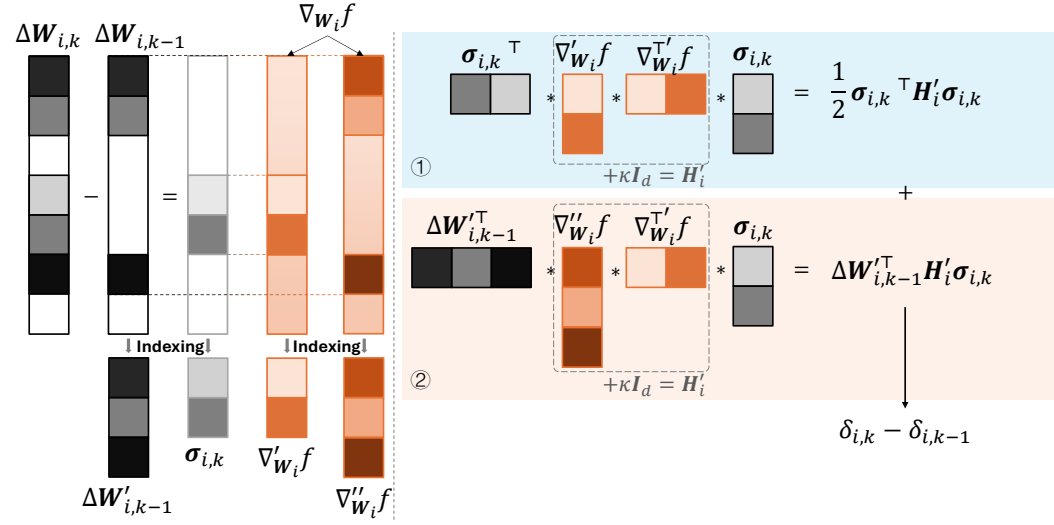 ΔW_{i,k} ΔW_{i,k−1}
∇_{W_i} f
− =
Indexing
Indexing
ΔW′_{i,k−1}
σ_{i,k}
∇′_{W_i} f
∇″_{W_i} f
σ_{i,k}^⊤ ∇′_{W_i} f ∇^{⊤′}_{W_i} f σ_{i,k}
* * * = 1/2 σ_{i,k}^⊤ H′_i σ_{i,k}
① +κI_d = H′_i
+
ΔW′^⊤_{i,k−1} ∇″_{W_i} f ∇^{⊤′}_{W_i} f σ_{i,k}
* * * = ΔW′^⊤_{i,k−1} H′_i σ_{i,k}
② +κI_d = H′_i
δ_{i,k} − δ_{i,k−1}